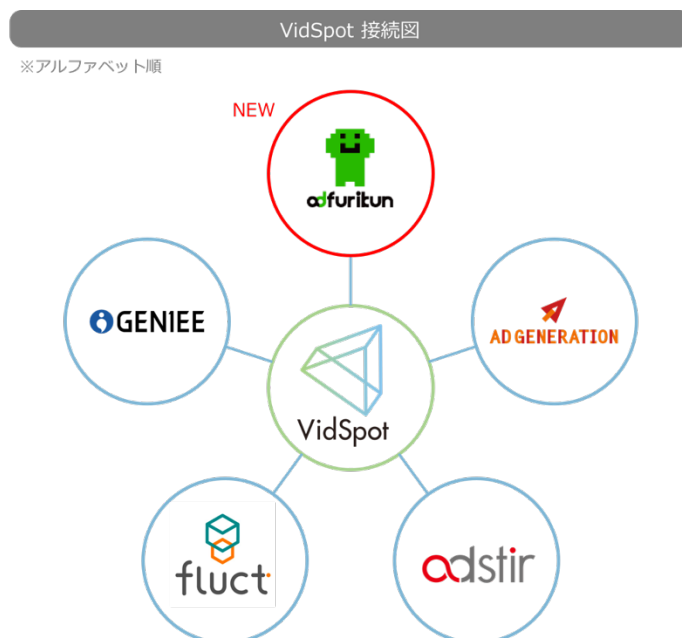 VidSpot 接続図
※アルファベット順
NEW
adfurikun
GENIEE
AD GENERATION
VidSpot
fluct
adstir